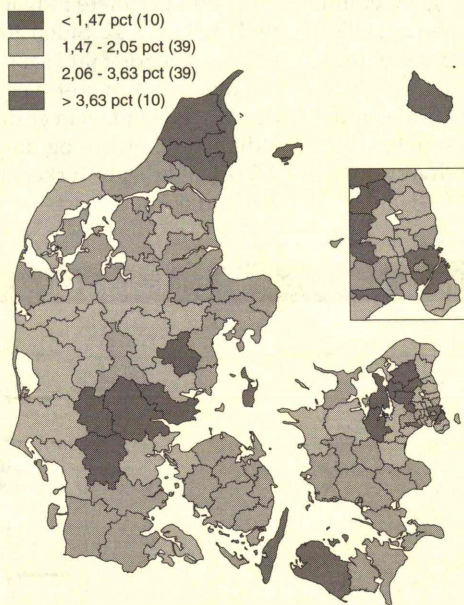 < 1,47 pct (10)
1,47 - 2,05 pct (39)
2,06 - 3,63 pct (39)
> 3,63 pct (10)